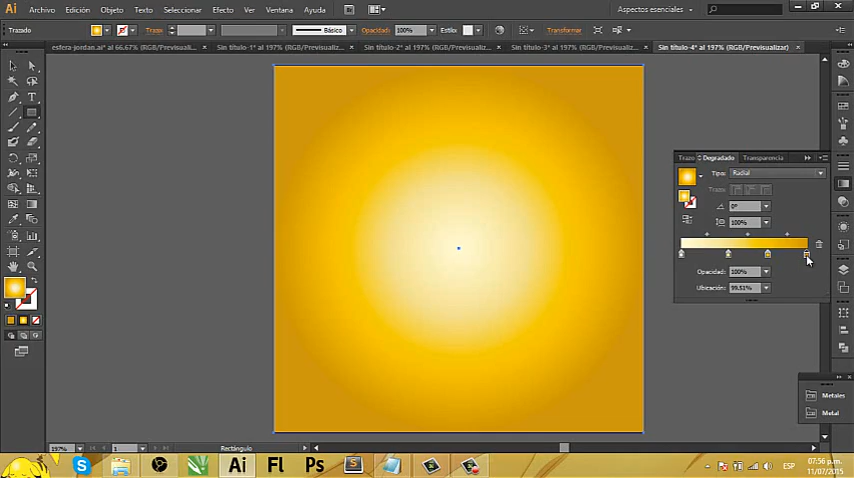 Ai Archivo Edición Objeto Texto Seleccionar Efecto Ver Ventana Ayuda Br Aspectos esenciales
Trazado Trazo: Básico Opacidad: 100% Estilo: Transformar
esfera-jordan.ai* al 66.67% (RGB/Previsuali... × Sin título-1* al 197% (RGB/Previsualiz... × Sin título-2* al 197% (RGB/Previsualiz... × Sin título-3* al 197% (RGB/Previsualiz... × Sin título-4* al 197% (RGB/Previsualizar) ×
Trazo Degradado Transparencia
Tipo: Radial
Trazo:
0°
100%
Opacidad: 100%
Ubicación: 99.51%
Metales
Metal
197% 1 Rectángulo
Ai Fl Ps S ESP 07:56 p.m.
11/07/2015